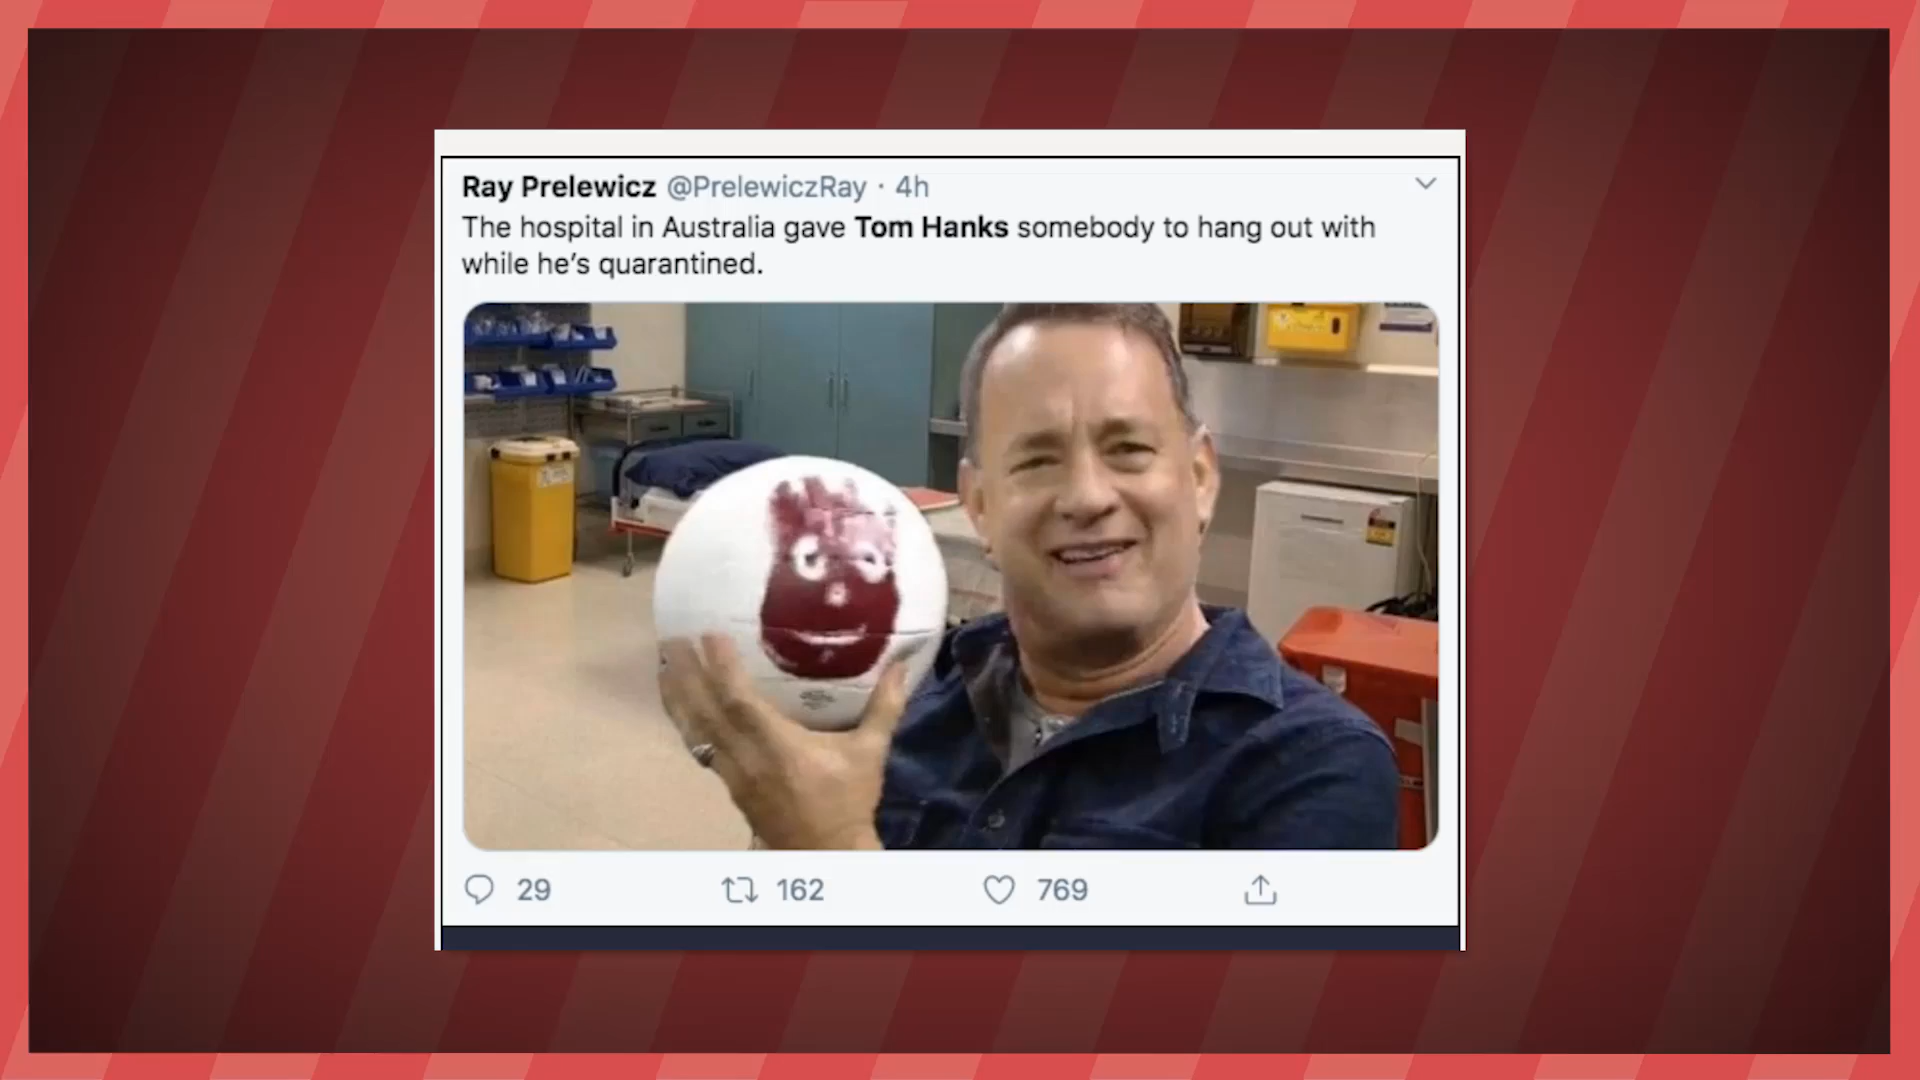 Ray Prelewicz @PrelewiczRay · 4h
The hospital in Australia gave Tom Hanks somebody to hang out with
while he’s quarantined.
29 162 769